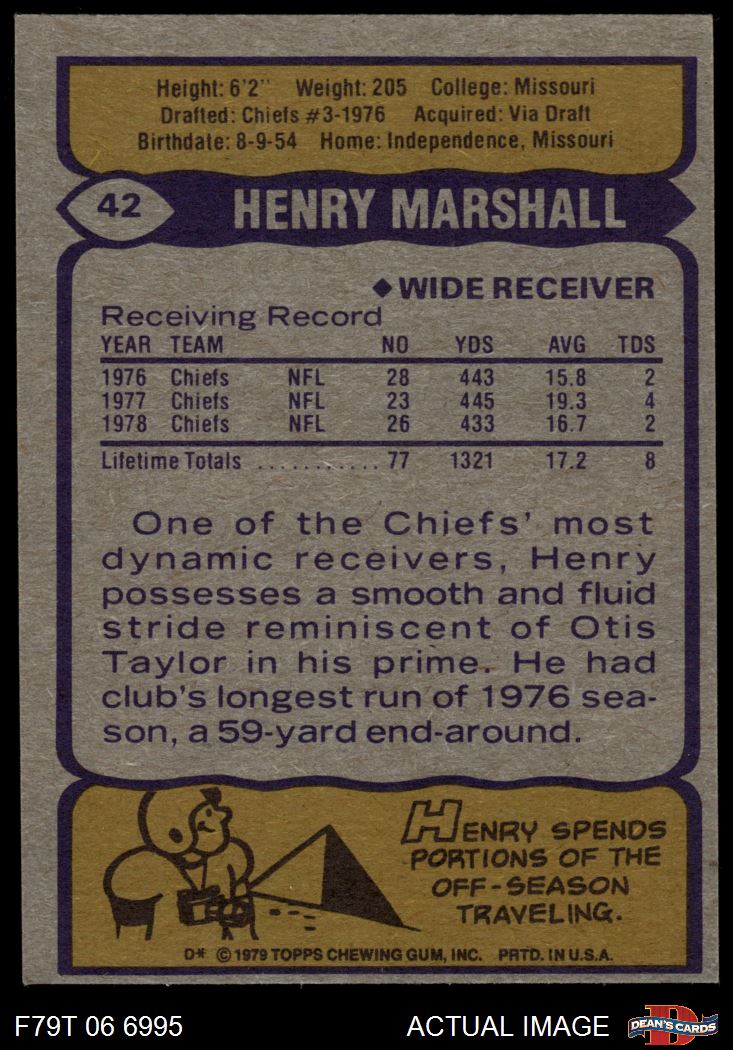 Height: 6'2" Weight: 205 College: Missouri
Drafted: Chiefs #3-1976 Acquired: Via Draft
Birthdate: 8-9-54 Home: Independence, Missouri
42 HENRY MARSHALL
◆ WIDE RECEIVER
Receiving Record
YEAR TEAM NO YDS AVG TDS
1976 Chiefs NFL 28 443 15.8 2
1977 Chiefs NFL 23 445 19.3 4
1978 Chiefs NFL 26 433 16.7 2
Lifetime Totals ........... 77 1321 17.2 8
One of the Chiefs' most
dynamic receivers, Henry
possesses a smooth and fluid
stride reminiscent of Otis
Taylor in his prime. He had
club's longest run of 1976 sea-
son, a 59-yard end-around.
HENRY SPENDS
PORTIONS OF THE
OFF-SEASON
TRAVELING.
D* © 1979 TOPPS CHEWING GUM, INC. PRTD. IN U.S.A.
F79T 06 6995 ACTUAL IMAGE D DEAN'S CARDS